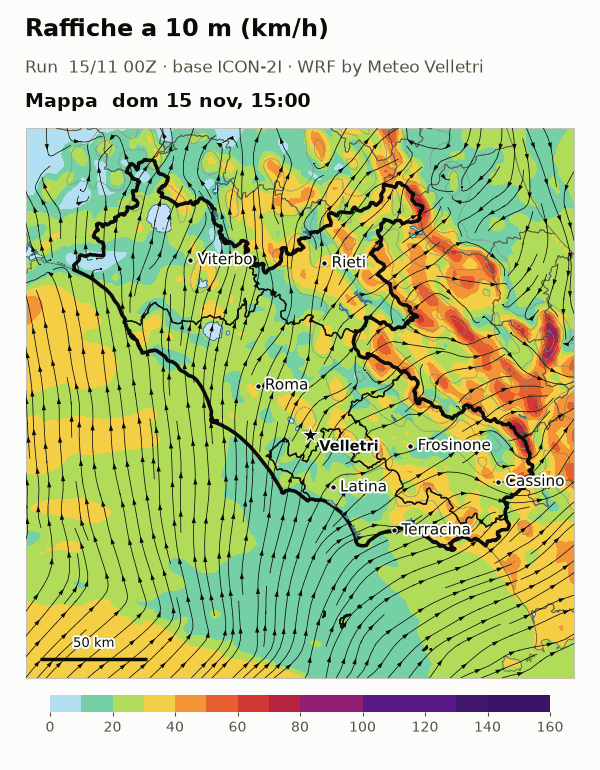 Raffiche a 10 m (km/h)
Run  15/11 00Z · base ICON-2I · WRF by Meteo Velletri
Mappa  dom 15 nov, 15:00
Viterbo
Rieti
Roma
Velletri
Frosinone
Latina
Cassino
Terracina
50 km
0 20 40 60 80 100 120 140 160